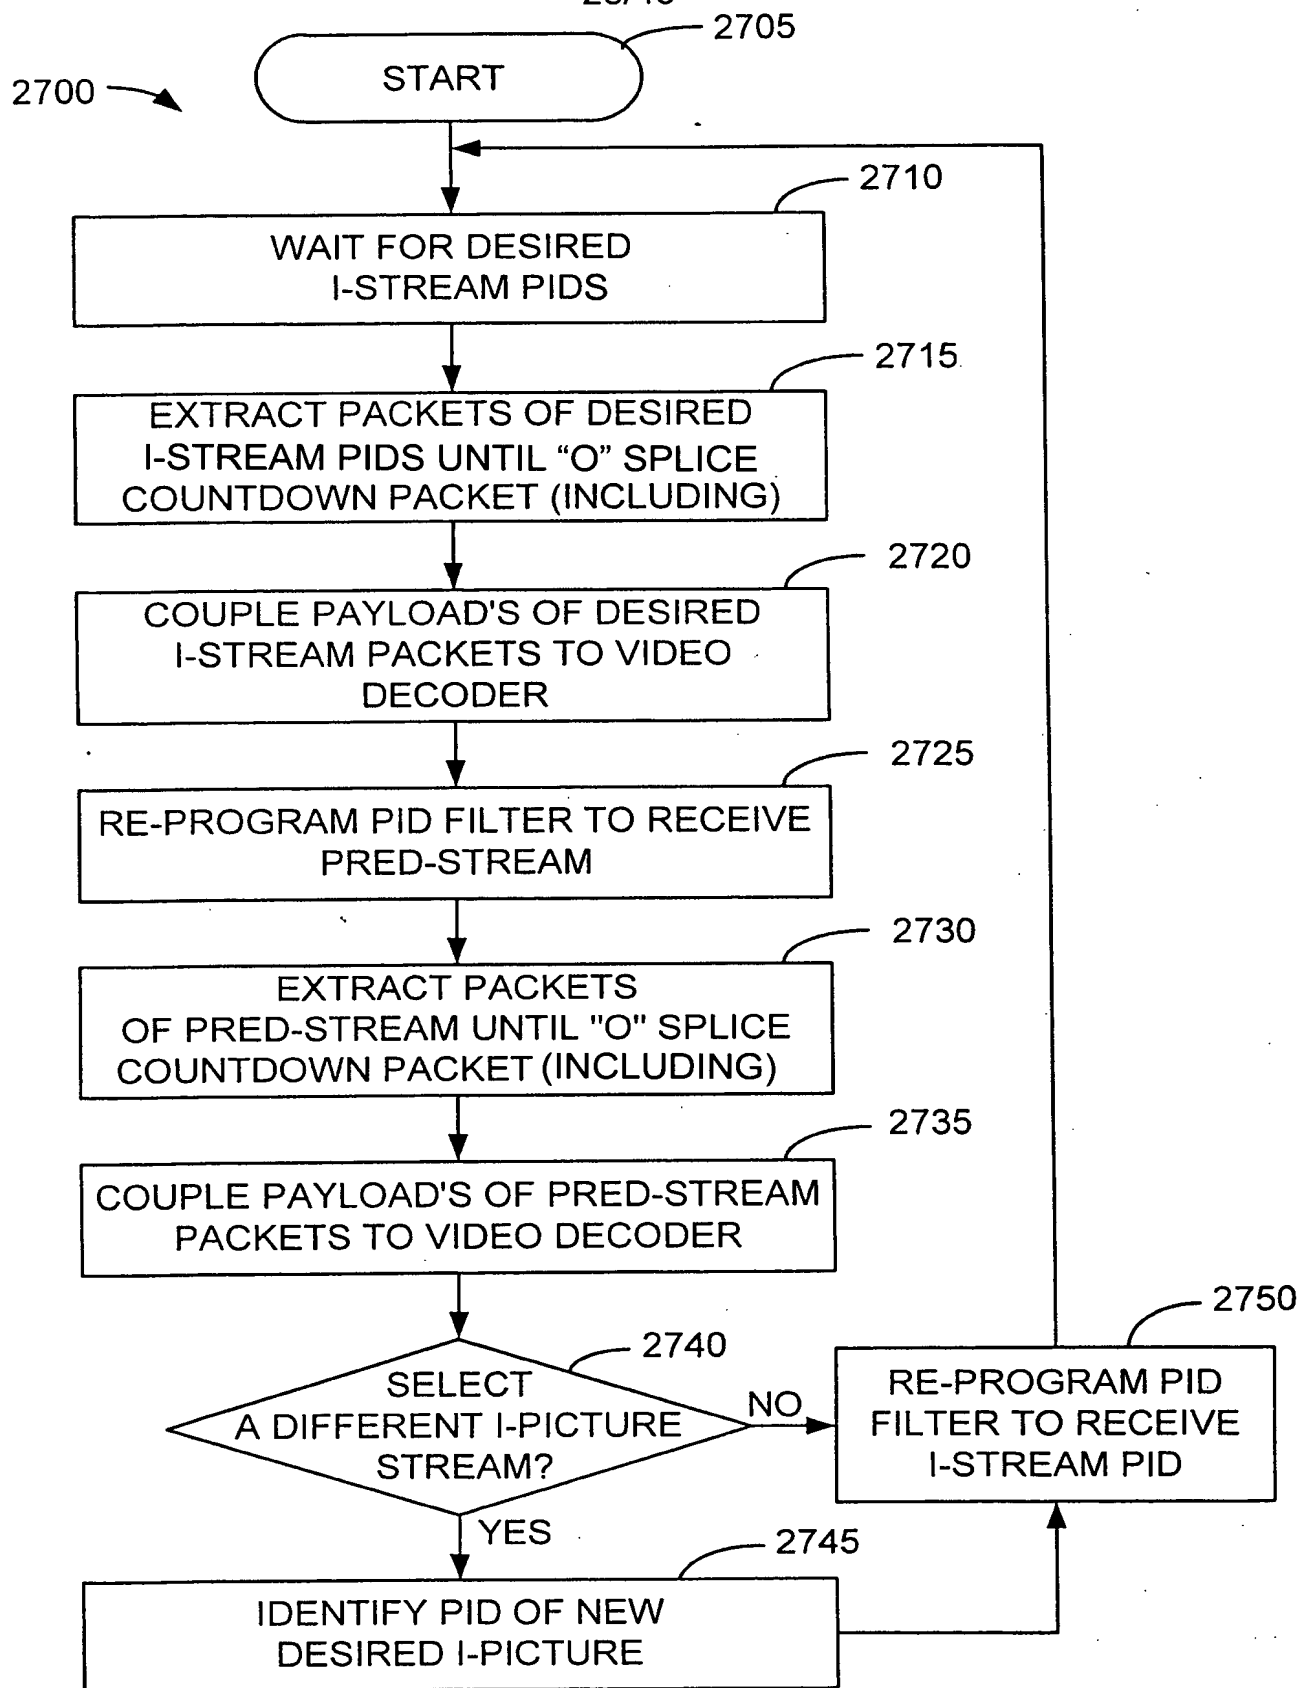 2705
START
2700
2710
WAIT FOR DESIRED
I-STREAM PIDS
2715
EXTRACT PACKETS OF DESIRED
I-STREAM PIDS UNTIL “O” SPLICE
COUNTDOWN PACKET (INCLUDING)
2720
COUPLE PAYLOAD'S OF DESIRED
I-STREAM PACKETS TO VIDEO
DECODER
2725
RE-PROGRAM PID FILTER TO RECEIVE
PRED-STREAM
2730
EXTRACT PACKETS
OF PRED-STREAM UNTIL "O" SPLICE
COUNTDOWN PACKET (INCLUDING)
2735
COUPLE PAYLOAD'S OF PRED-STREAM
PACKETS TO VIDEO DECODER
2740
SELECT
A DIFFERENT I-PICTURE
STREAM?
NO
2750
RE-PROGRAM PID
FILTER TO RECEIVE
I-STREAM PID
YES
2745
IDENTIFY PID OF NEW
DESIRED I-PICTURE